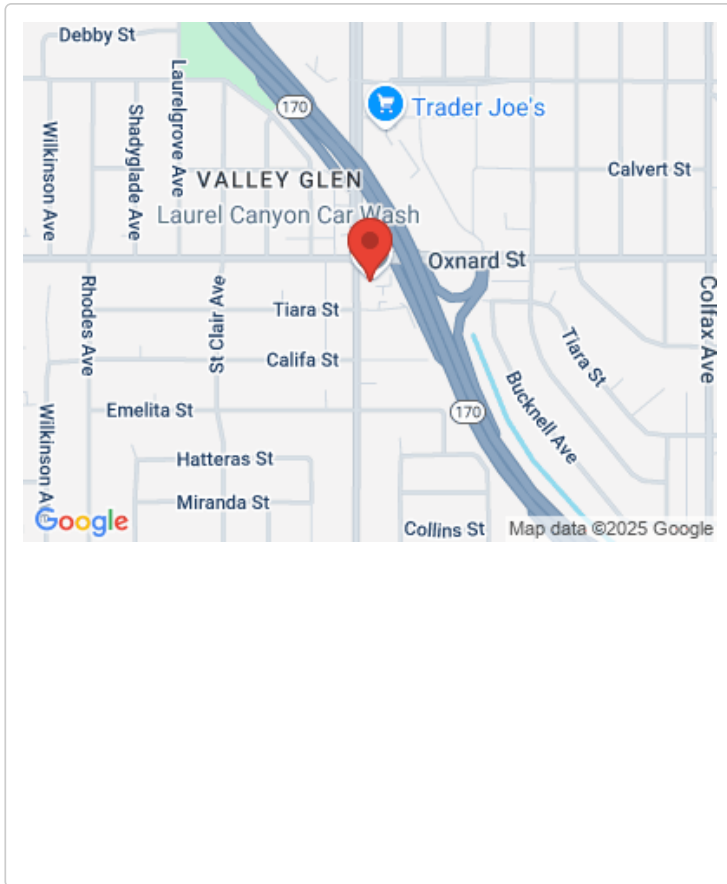 Debby St
Laurelgrove Ave
170
Trader Joe's
Wilkinson Ave
Shadyglade Ave
Calvert St
VALLEY GLEN
Laurel Canyon Car Wash
Oxnard St
Rhodes Ave
St Clair Ave
Tiara St
Colfax Ave
Tiara St
Califa St
Bucknell Ave
Wilkinson Av
Emelita St
170
Hatteras St
Miranda St
Google
Collins St
Map data ©2025 Google